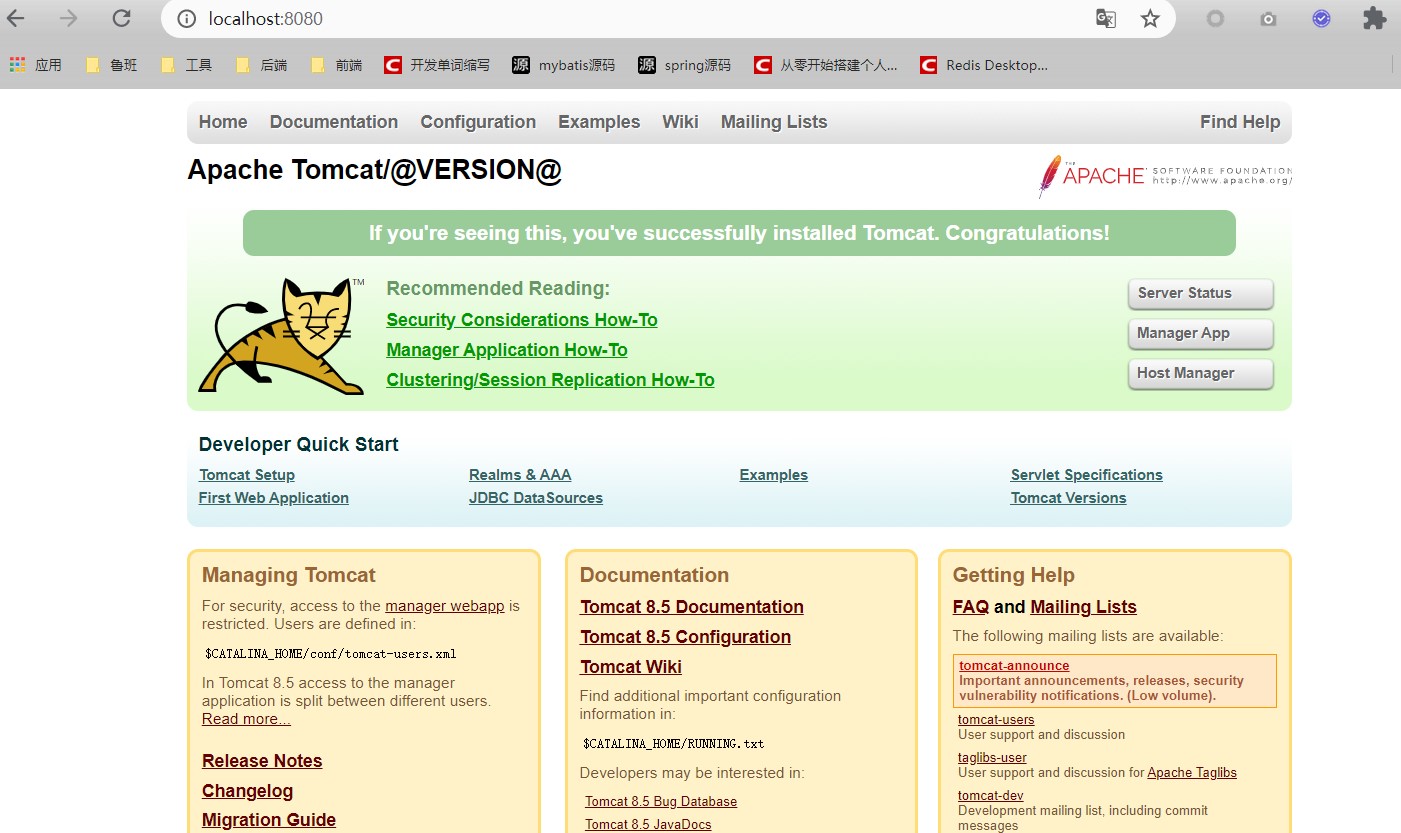 localhost:8080
应用 鲁班 工具 后端 前端 开发单词缩写 源 mybatis源码 源 spring源码 从零开始搭建个人... Redis Desktop...
Home Documentation Configuration Examples Wiki Mailing Lists Find Help
Apache Tomcat/@VERSION@
THE APACHE SOFTWARE FOUNDATION
http://www.apache.org/
If you're seeing this, you've successfully installed Tomcat. Congratulations!
TM
Recommended Reading:
Security Considerations How-To
Manager Application How-To
Clustering/Session Replication How-To
Server Status
Manager App
Host Manager
Developer Quick Start
Tomcat Setup
First Web Application
Realms & AAA
JDBC DataSources
Examples
Servlet Specifications
Tomcat Versions
Managing Tomcat
For security, access to the manager webapp is
restricted. Users are defined in:
$CATALINA_HOME/conf/tomcat-users.xml
In Tomcat 8.5 access to the manager
application is split between different users.
Read more...
Release Notes
Changelog
Migration Guide
Documentation
Tomcat 8.5 Documentation
Tomcat 8.5 Configuration
Tomcat Wiki
Find additional important configuration
information in:
$CATALINA_HOME/RUNNING.txt
Developers may be interested in:
Tomcat 8.5 Bug Database
Tomcat 8.5 JavaDocs
Getting Help
FAQ and Mailing Lists
The following mailing lists are available:
tomcat-announce
Important announcements, releases, security
vulnerability notifications. (Low volume).
tomcat-users
User support and discussion
taglibs-user
User support and discussion for Apache Taglibs
tomcat-dev
Development mailing list, including commit
messages